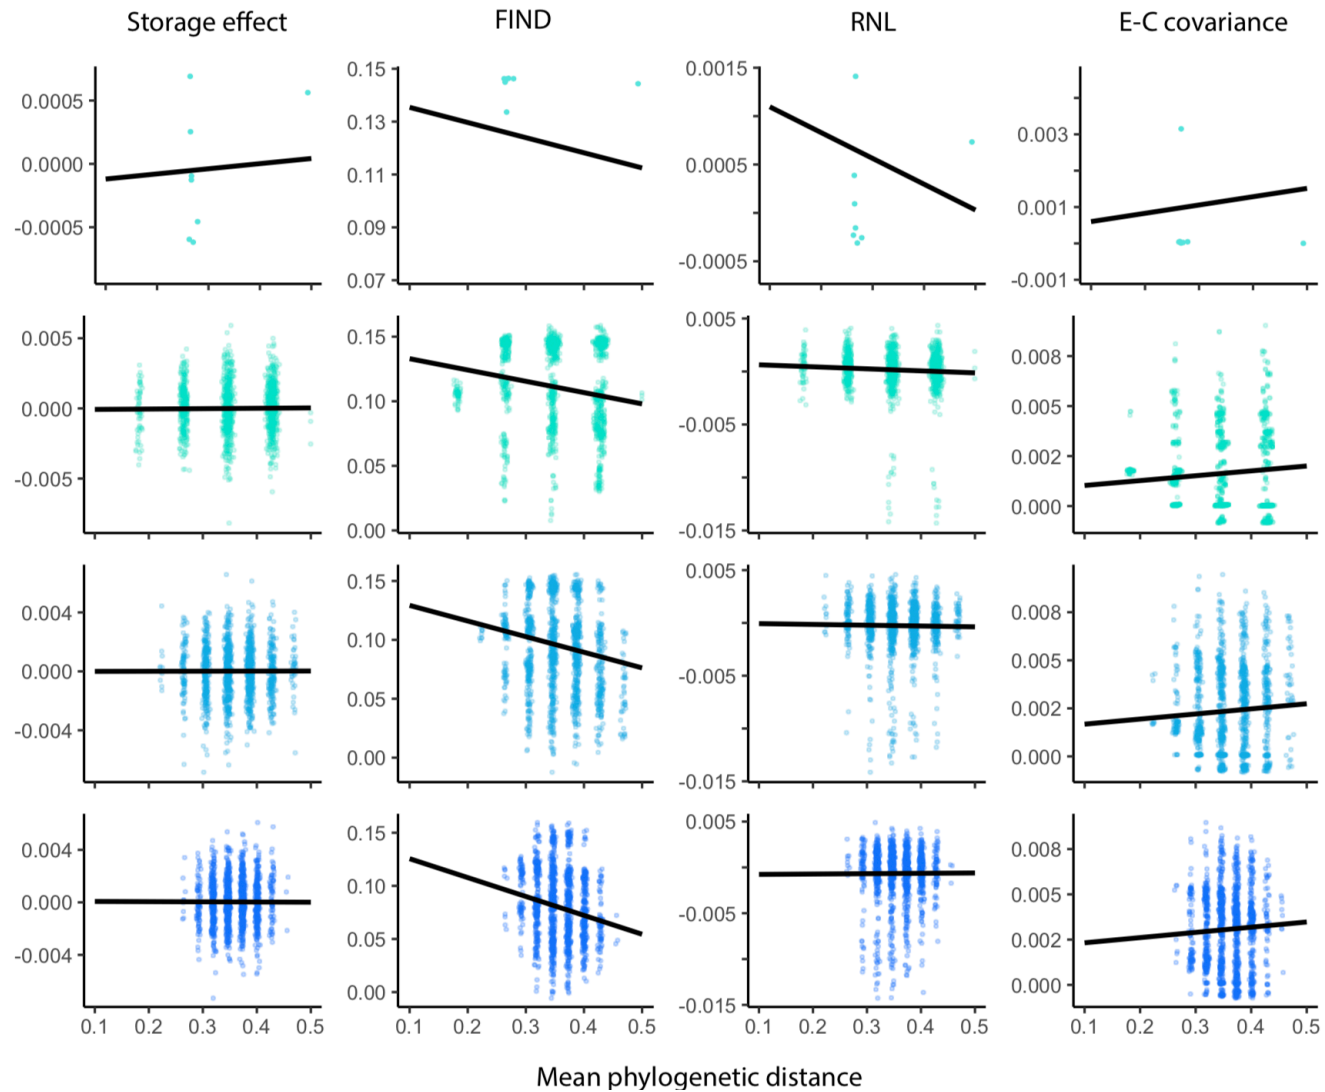 Storage effect FIND RNL E-C covariance
0.0005 0.15 0.0015 0.003
0.0000 0.13 0.0005 0.001
-0.0005 0.11 -0.0005 -0.001
0.09
0.07
0.005 0.15 0.005 0.008
0.000 0.10 -0.005 0.005
-0.005 0.05 -0.015 0.002
0.00 0.000
0.004 0.15 0.005 0.008
0.000 0.10 -0.005 0.005
-0.004 0.05 -0.015 0.002
0.00 0.000
0.004 0.15 0.005 0.008
0.000 0.10 -0.005 0.005
-0.004 0.05 -0.015 0.002
0.00 0.000
0.1 0.2 0.3 0.4 0.5 0.1 0.2 0.3 0.4 0.5 0.1 0.2 0.3 0.4 0.5 0.1 0.2 0.3 0.4 0.5
Mean phylogenetic distance